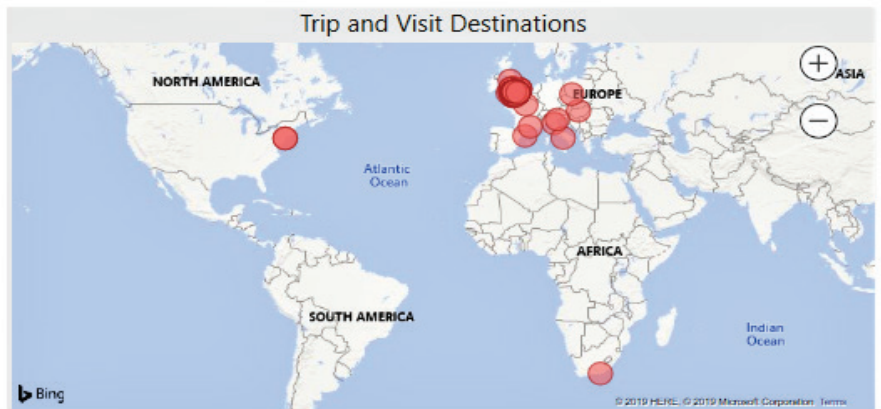 Trip and Visit Destinations
NORTH AMERICA
EUROPE
ASIA
Atlantic
Ocean
AFRICA
SOUTH AMERICA
Indian
Ocean
Bing
© 2019 HERE, © 2019 Microsoft Corporation Terms